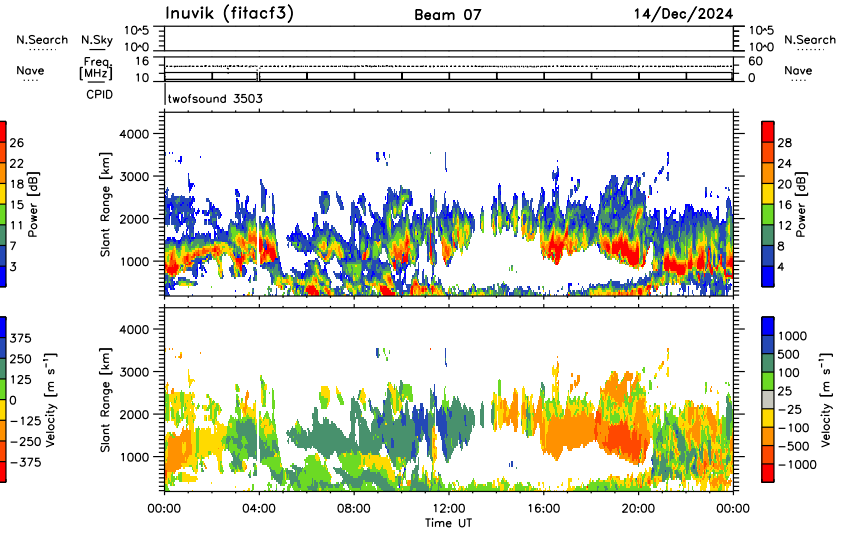 Inuvik (fitacf3) Beam 07 14/Dec/2024
N.Search N.Sky 10^5 10^0 10^5 10^0 N.Search
Nave Freq. [MHz] 16 10 60 30 0 Nave
CPID twofsound 3503
26 22 18 15 11 7 3 Power [dB]
Slant Range [km] 4000 3000 2000 1000
28 24 20 16 12 8 4 Power [dB]
375 250 125 0 −125 −250 −375 Velocity [m s⁻¹]
Slant Range [km] 4000 3000 2000 1000
1000 500 100 25 −25 −100 −500 −1000 Velocity [m s⁻¹]
00:00 04:00 08:00 12:00 16:00 20:00 00:00
Time UT